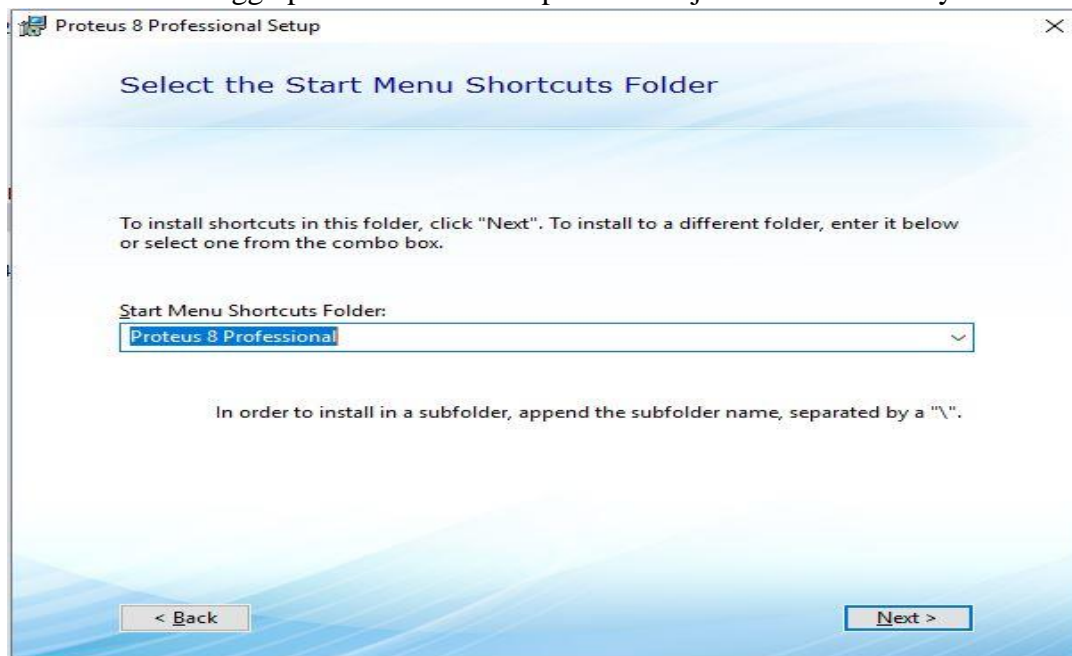 Proteus 8 Professional Setup
Select the Start Menu Shortcuts Folder
To install shortcuts in this folder, click "Next". To install to a different folder, enter it below
or select one from the combo box.
Start Menu Shortcuts Folder:
Proteus 8 Professional
In order to install in a subfolder, append the subfolder name, separated by a "\".
< Back
Next >